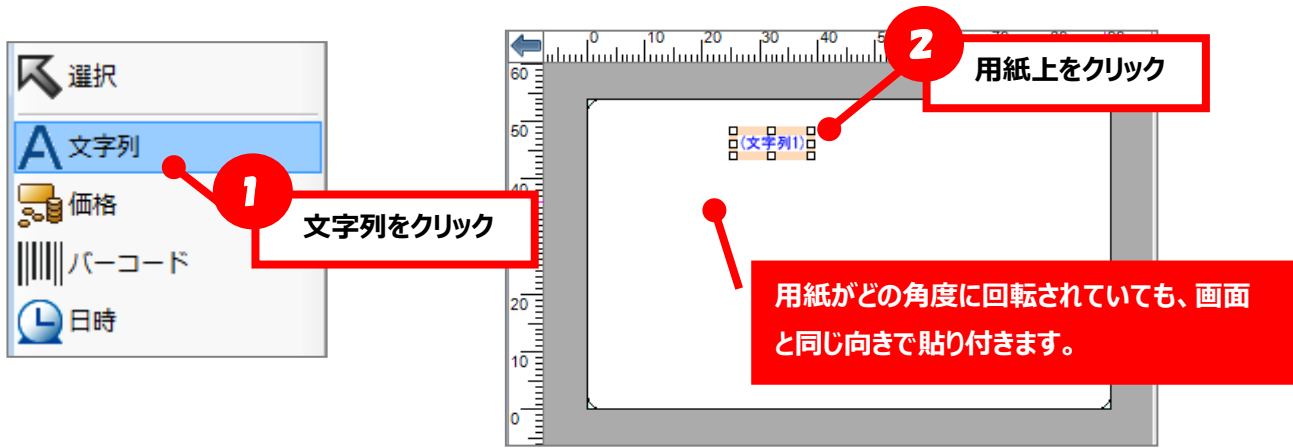 選択
文字列
価格
バーコード
日時
1
文字列をクリック
0 10 20 30 40 5
60
50
40
20
10
0
(文字列1)
2
用紙上をクリック
用紙がどの角度に回転されていても、画面
と同じ向きで貼り付きます。